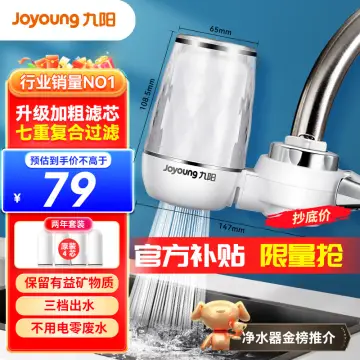 Joyoung 九阳
行业销量NO1
升级加粗滤芯
七重复合过滤
预估到手价不高于
¥79
两年套装
原装
4芯
保留有益矿物质
三档出水
不用电零废水
65mm
108.5mm
Joyoung 九阳
147mm
抄底价
官方补贴 限量抢
净水器金榜推介